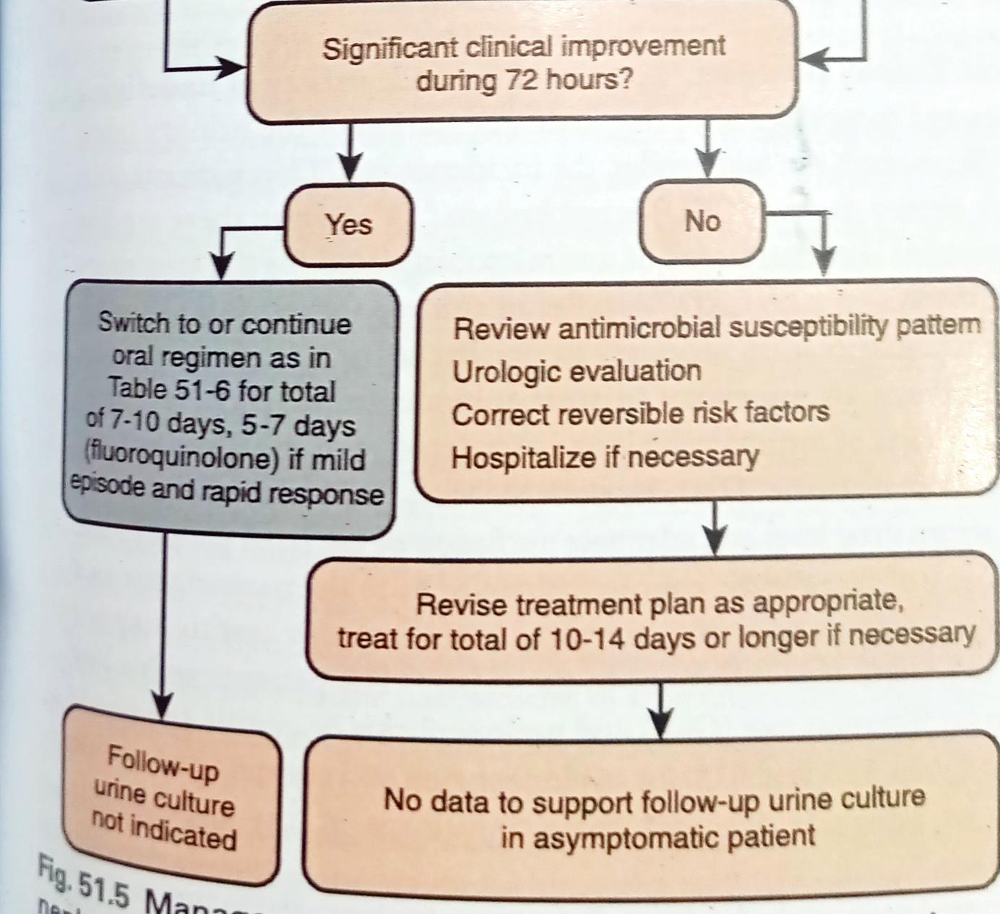 Significant clinical improvement
during 72 hours?
Yes
No
Switch to or continue
oral regimen as in
Table 51-6 for total
of 7-10 days, 5-7 days
(fluoroquinolone) if mild
episode and rapid response
Review antimicrobial susceptibility pattern
Urologic evaluation
Correct reversible risk factors
Hospitalize if necessary
Revise treatment plan as appropriate,
treat for total of 10-14 days or longer if necessary
Follow-up
urine culture
not indicated
No data to support follow-up urine culture
in asymptomatic patient
Fig. 51.5